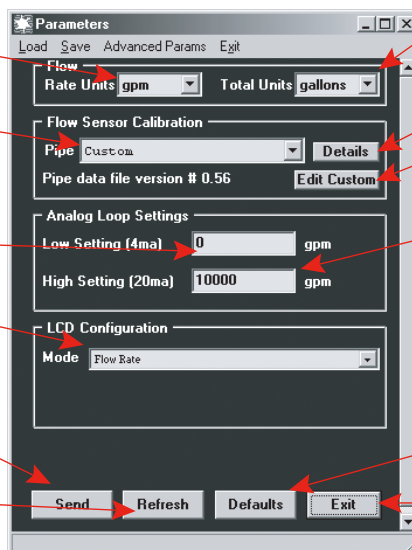 Parameters
Load Save Advanced Params Exit
Flow
Rate Units gpm Total Units gallons
Flow Sensor Calibration
Pipe Custom Details
Pipe data file version # 0.56 Edit Custom
Analog Loop Settings
Low Setting (4ma) 0 gpm
High Setting (20ma) 10000 gpm
LCD Configuration
Mode Flow Rate
Send Refresh Defaults Exit